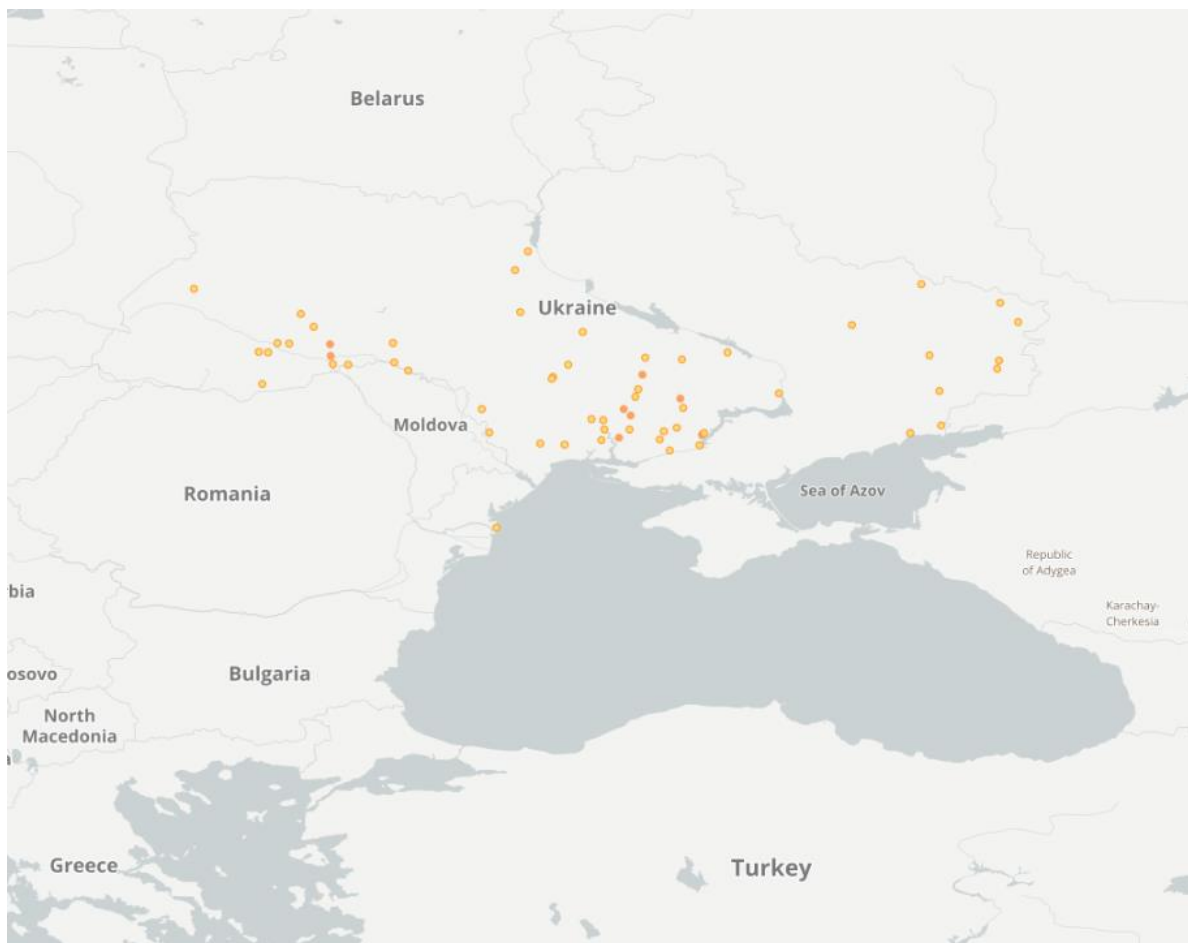 Belarus
Ukraine
Moldova
Romania
Sea of Azov
Republic
of Adygea
rbia
Karachay-
Cherkesia
osovo
Bulgaria
North
Macedonia
Greece
Turkey